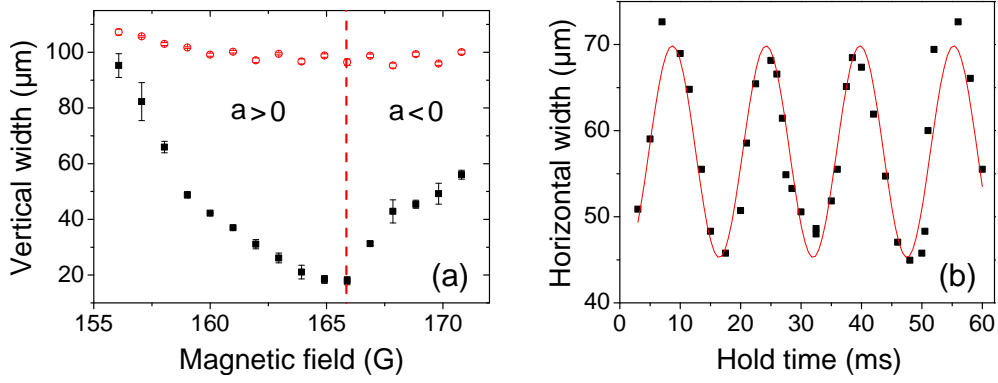 Vertical width (μm)
100
80
60
40
20
155
160
165
170
Magnetic field (G)
a>0
a<0
(a)
Horizontal width (μm)
70
60
50
40
0
10
20
30
40
50
60
Hold time (ms)
(b)